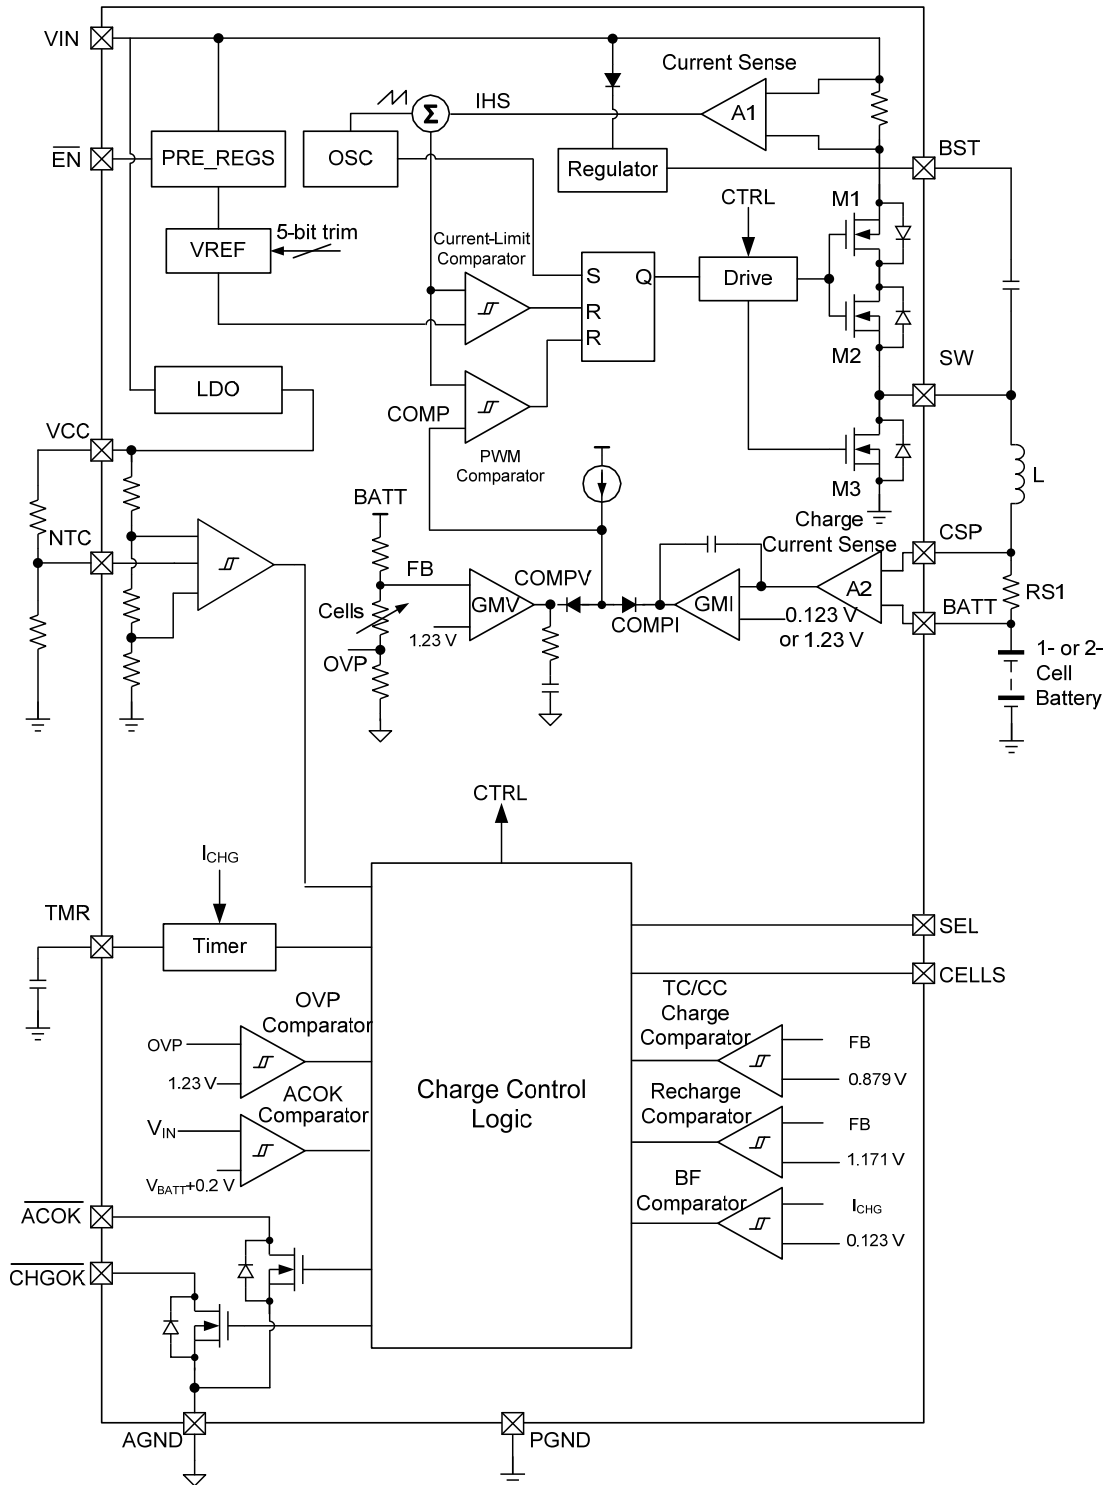 VIN
Current Sense
Σ
IHS
A1
EN
PRE_REGS
OSC
Regulator
BST
CTRL
M1
5-bit trim
VREF
Current-Limit
Comparator
S
Q
Drive
R
R
M2
SW
LDO
COMP
VCC
PWM
Comparator
M3
L
BATT
NTC
Charge
Current Sense
CSP
FB
COMPV
A2
RS1
Cells
GMV
GMI
BATT
1.23 V
COMPI
0.123 V
or 1.23 V
OVP
1- or 2-
Cell
Battery
CTRL
ICHG
TMR
Timer
SEL
CELLS
OVP
Comparator
TC/CC
Charge
Comparator
OVP
1.23 V
FB
0.879 V
Charge Control
Logic
ACOK
Comparator
Recharge
Comparator
VIN
VBATT+0.2 V
FB
1.171 V
BF
Comparator
ACOK
ICHG
0.123 V
CHGOK
AGND
PGND